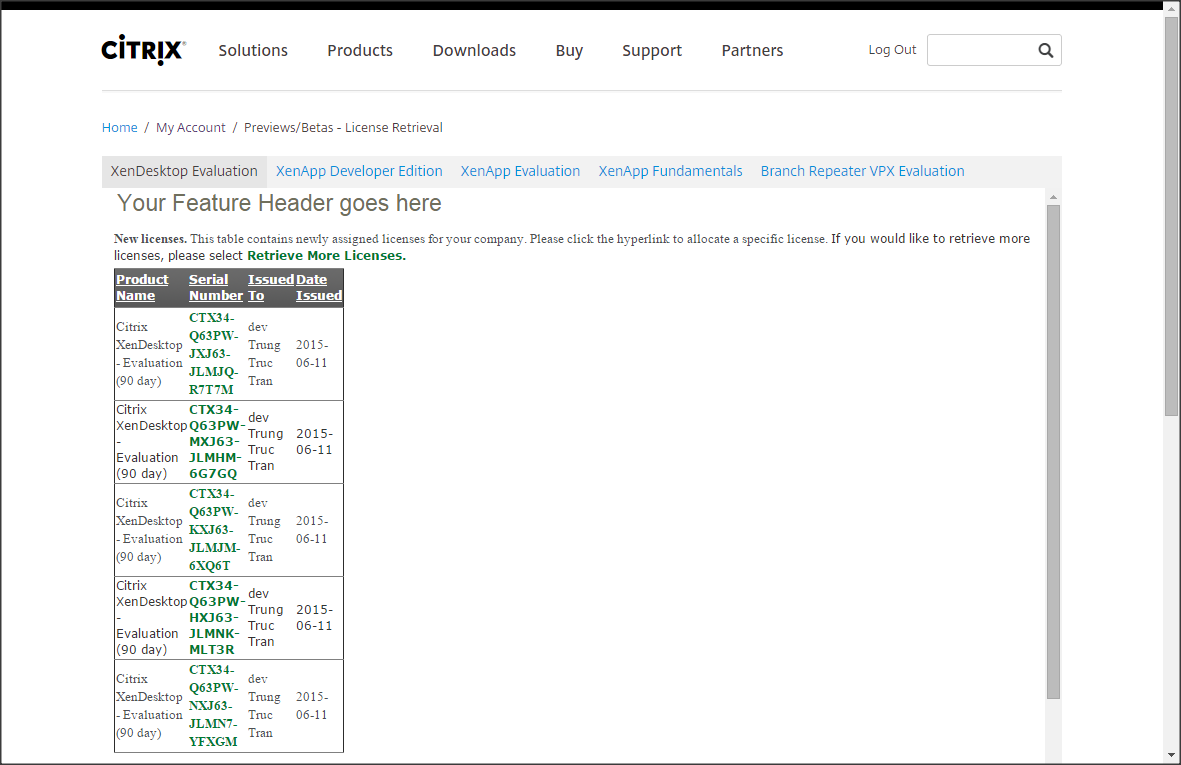 CİTRIX®
Solutions Products Downloads Buy Support Partners Log Out
Home / My Account / Previews/Betas - License Retrieval
XenDesktop Evaluation XenApp Developer Edition XenApp Evaluation XenApp Fundamentals Branch Repeater VPX Evaluation
Your Feature Header goes here
New licenses. This table contains newly assigned licenses for your company. Please click the hyperlink to allocate a specific license. If you would like to retrieve more
licenses, please select Retrieve More Licenses.
Product Serial Issued Date
Name Number To Issued
Citrix
XenDesktop
- Evaluation
(90 day)
CTX34-
Q63PW-
JXJ63-
JLMJQ-
R7T7M
dev
Trung
Truc
Tran
2015-
06-11
Citrix
XenDesktop
-
Evaluation
(90 day)
CTX34-
Q63PW-
MXJ63-
JLMHM-
6G7GQ
dev
Trung
Truc
Tran
2015-
06-11
Citrix
XenDesktop
- Evaluation
(90 day)
CTX34-
Q63PW-
KXJ63-
JLMJM-
6XQ6T
dev
Trung
Truc
Tran
2015-
06-11
Citrix
XenDesktop
-
Evaluation
(90 day)
CTX34-
Q63PW-
HXJ63-
JLMNK-
MLT3R
dev
Trung
Truc
Tran
2015-
06-11
Citrix
XenDesktop
- Evaluation
(90 day)
CTX34-
Q63PW-
NXJ63-
JLMN7-
YFXGM
dev
Trung
Truc
Tran
2015-
06-11